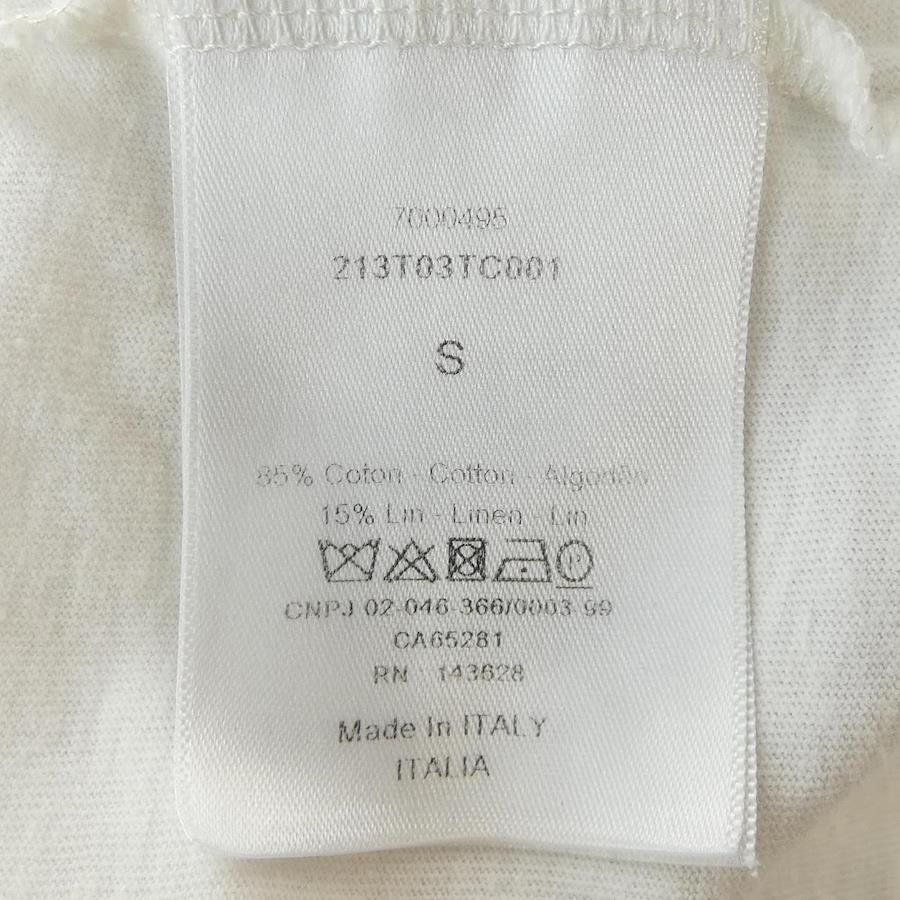 7000495
213T03TC001
S
85% Coton - Cotton - Algodão
15% Lin - Linen - Lin
P
CNPJ 02-046-366/0003-99
CA65281
RN : 143628
Made In ITALY
ITALIA